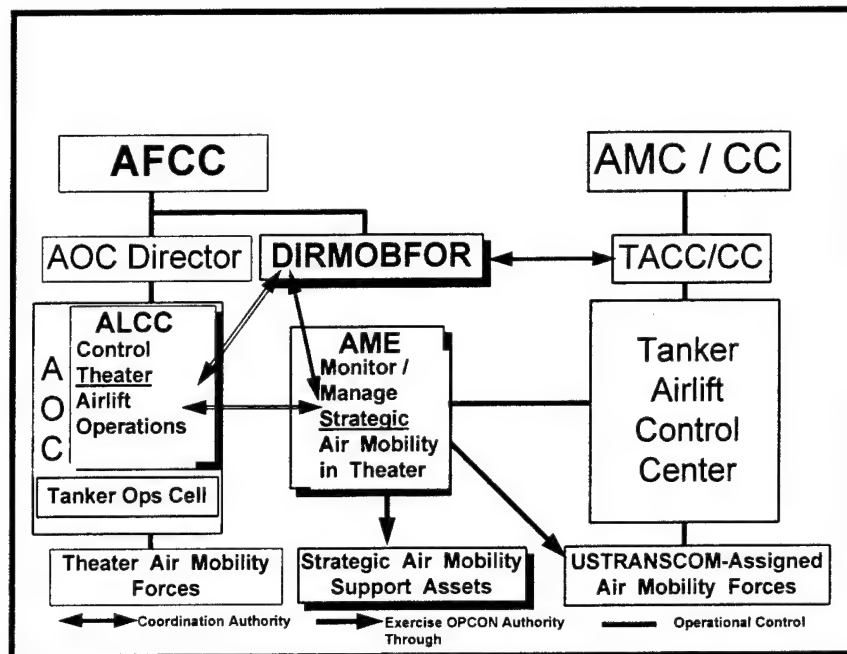 AFCC
AMC / CC
AOC Director
DIRMOBFOR
TACC/CC
A
O
C
ALCC
Control
Theater
Airlift
Operations
Tanker Ops Cell
AME
Monitor /
Manage
Strategic
Air Mobility
in Theater
Tanker
Airlift
Control
Center
Theater Air Mobility
Forces
Strategic Air Mobility
Support Assets
USTRANSCOM-Assigned
Air Mobility Forces
Coordination Authority
Exercise OPCON Authority
Through
Operational Control